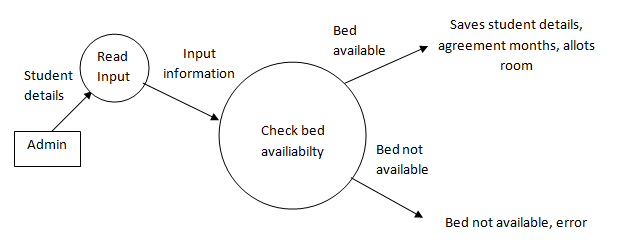 Admin
Student
details
Read
Input
Input
information
Check bed
availiabilty
Bed
available
Saves student details,
agreement months, allots
room
Bed not
available
Bed not available, error